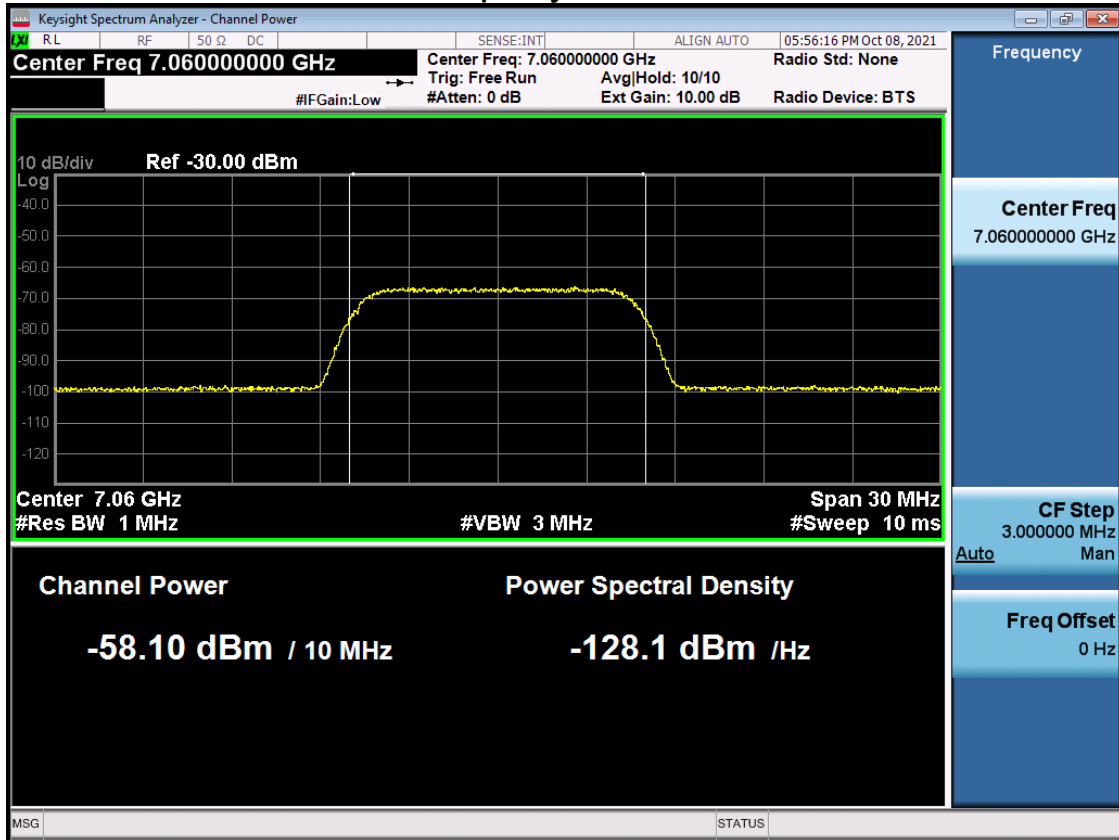 Keysight Spectrum Analyzer - Channel Power
LXI RL RF 50 Ω DC SENSE:INT ALIGN AUTO 05:56:16 PM Oct 08, 2021
Center Freq 7.060000000 GHz
Center Freq: 7.060000000 GHz Radio Std: None
Trig: Free Run Avg|Hold: 10/10
#IFGain:Low #Atten: 0 dB Ext Gain: 10.00 dB Radio Device: BTS
10 dB/div Ref -30.00 dBm
Log
-40.0
-50.0
-60.0
-70.0
-80.0
-90.0
-100
-110
-120
Center 7.06 GHz Span 30 MHz
#Res BW 1 MHz #VBW 3 MHz #Sweep 10 ms
Channel Power Power Spectral Density
-58.10 dBm / 10 MHz -128.1 dBm /Hz
Frequency
Center Freq
7.060000000 GHz
CF Step
3.000000 MHz
Auto Man
Freq Offset
0 Hz
MSG STATUS